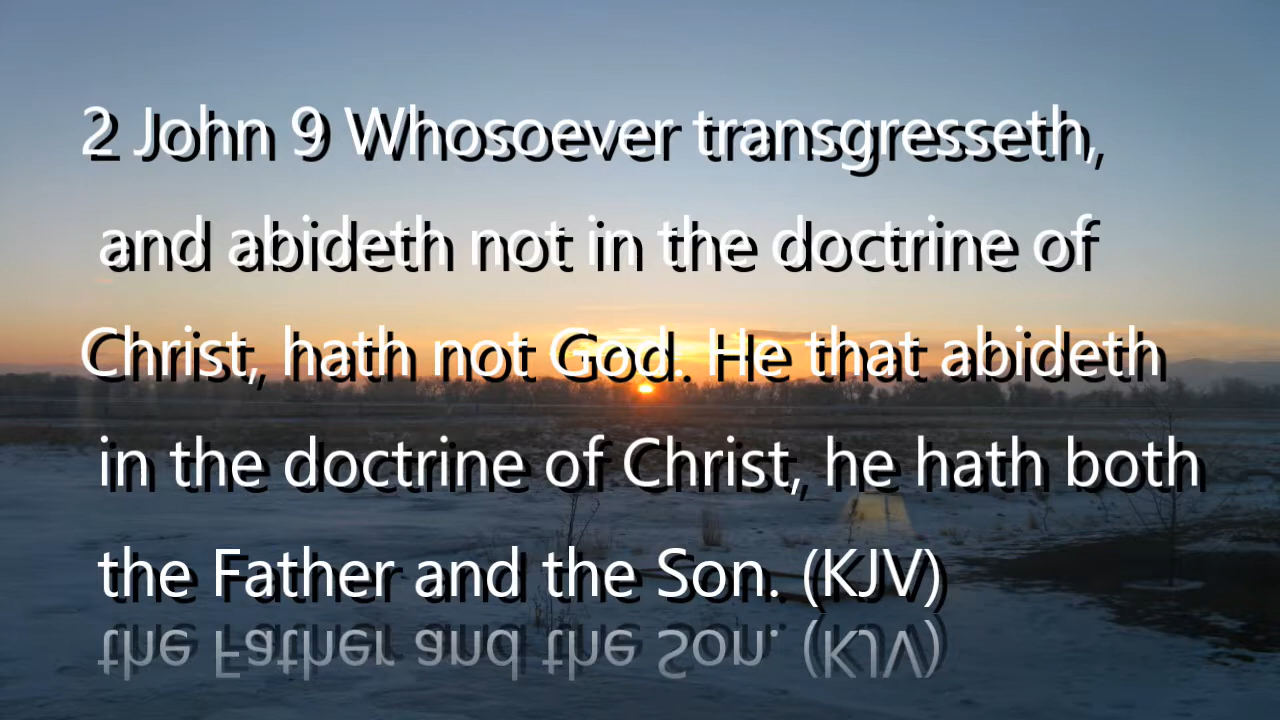 2 John 9 Whosoever transgresseth,
and abideth not in the doctrine of
Christ, hath not God. He that abideth
in the doctrine of Christ, he hath both
the Father and the Son. (KJV)